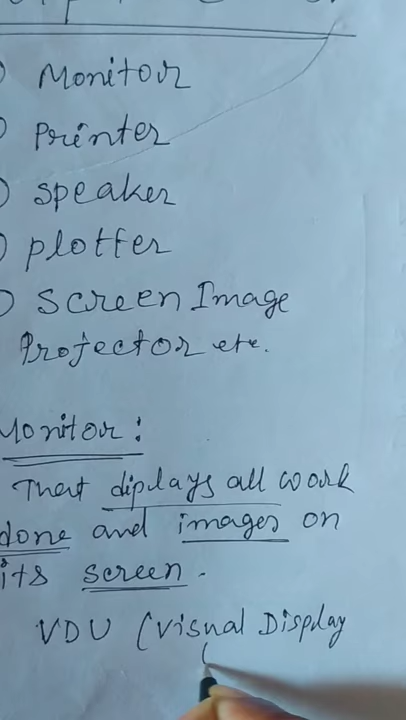 Monitor
Printer
Speaker
Plotter
Screen Image
Projector etc.
Monitor:
That diplays all work
done and images on
its screen.
VDU (Visual Display
(